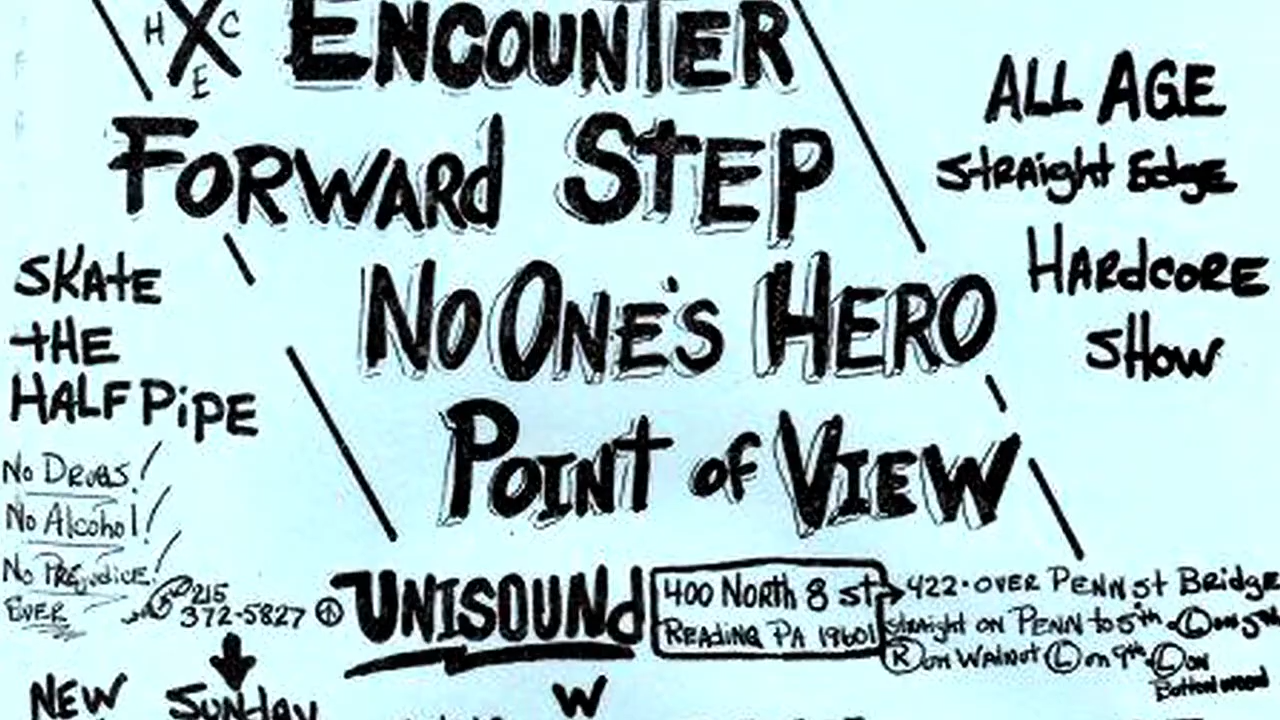 H X C
E
ENCOUNTER
FORWARD STEP
NO ONE'S HERO
POINT OF VIEW
ALL AGE
STRAIGHT EDGE
HARDCORE
SHOW
SKATE
THE
HALF PIPE
No DRUGS!
No Alcohol!
No PREJUDICE!
EVER
215
372-5827
UNISOUND
400 NORTH 8 St
READING PA 19601
422 · OVER PENN St BRIDGE
straight ON PENN to 5th L on 5th
R on WALNUT L on 9th L on
Buttonwood
NEW
SUNDAY
W